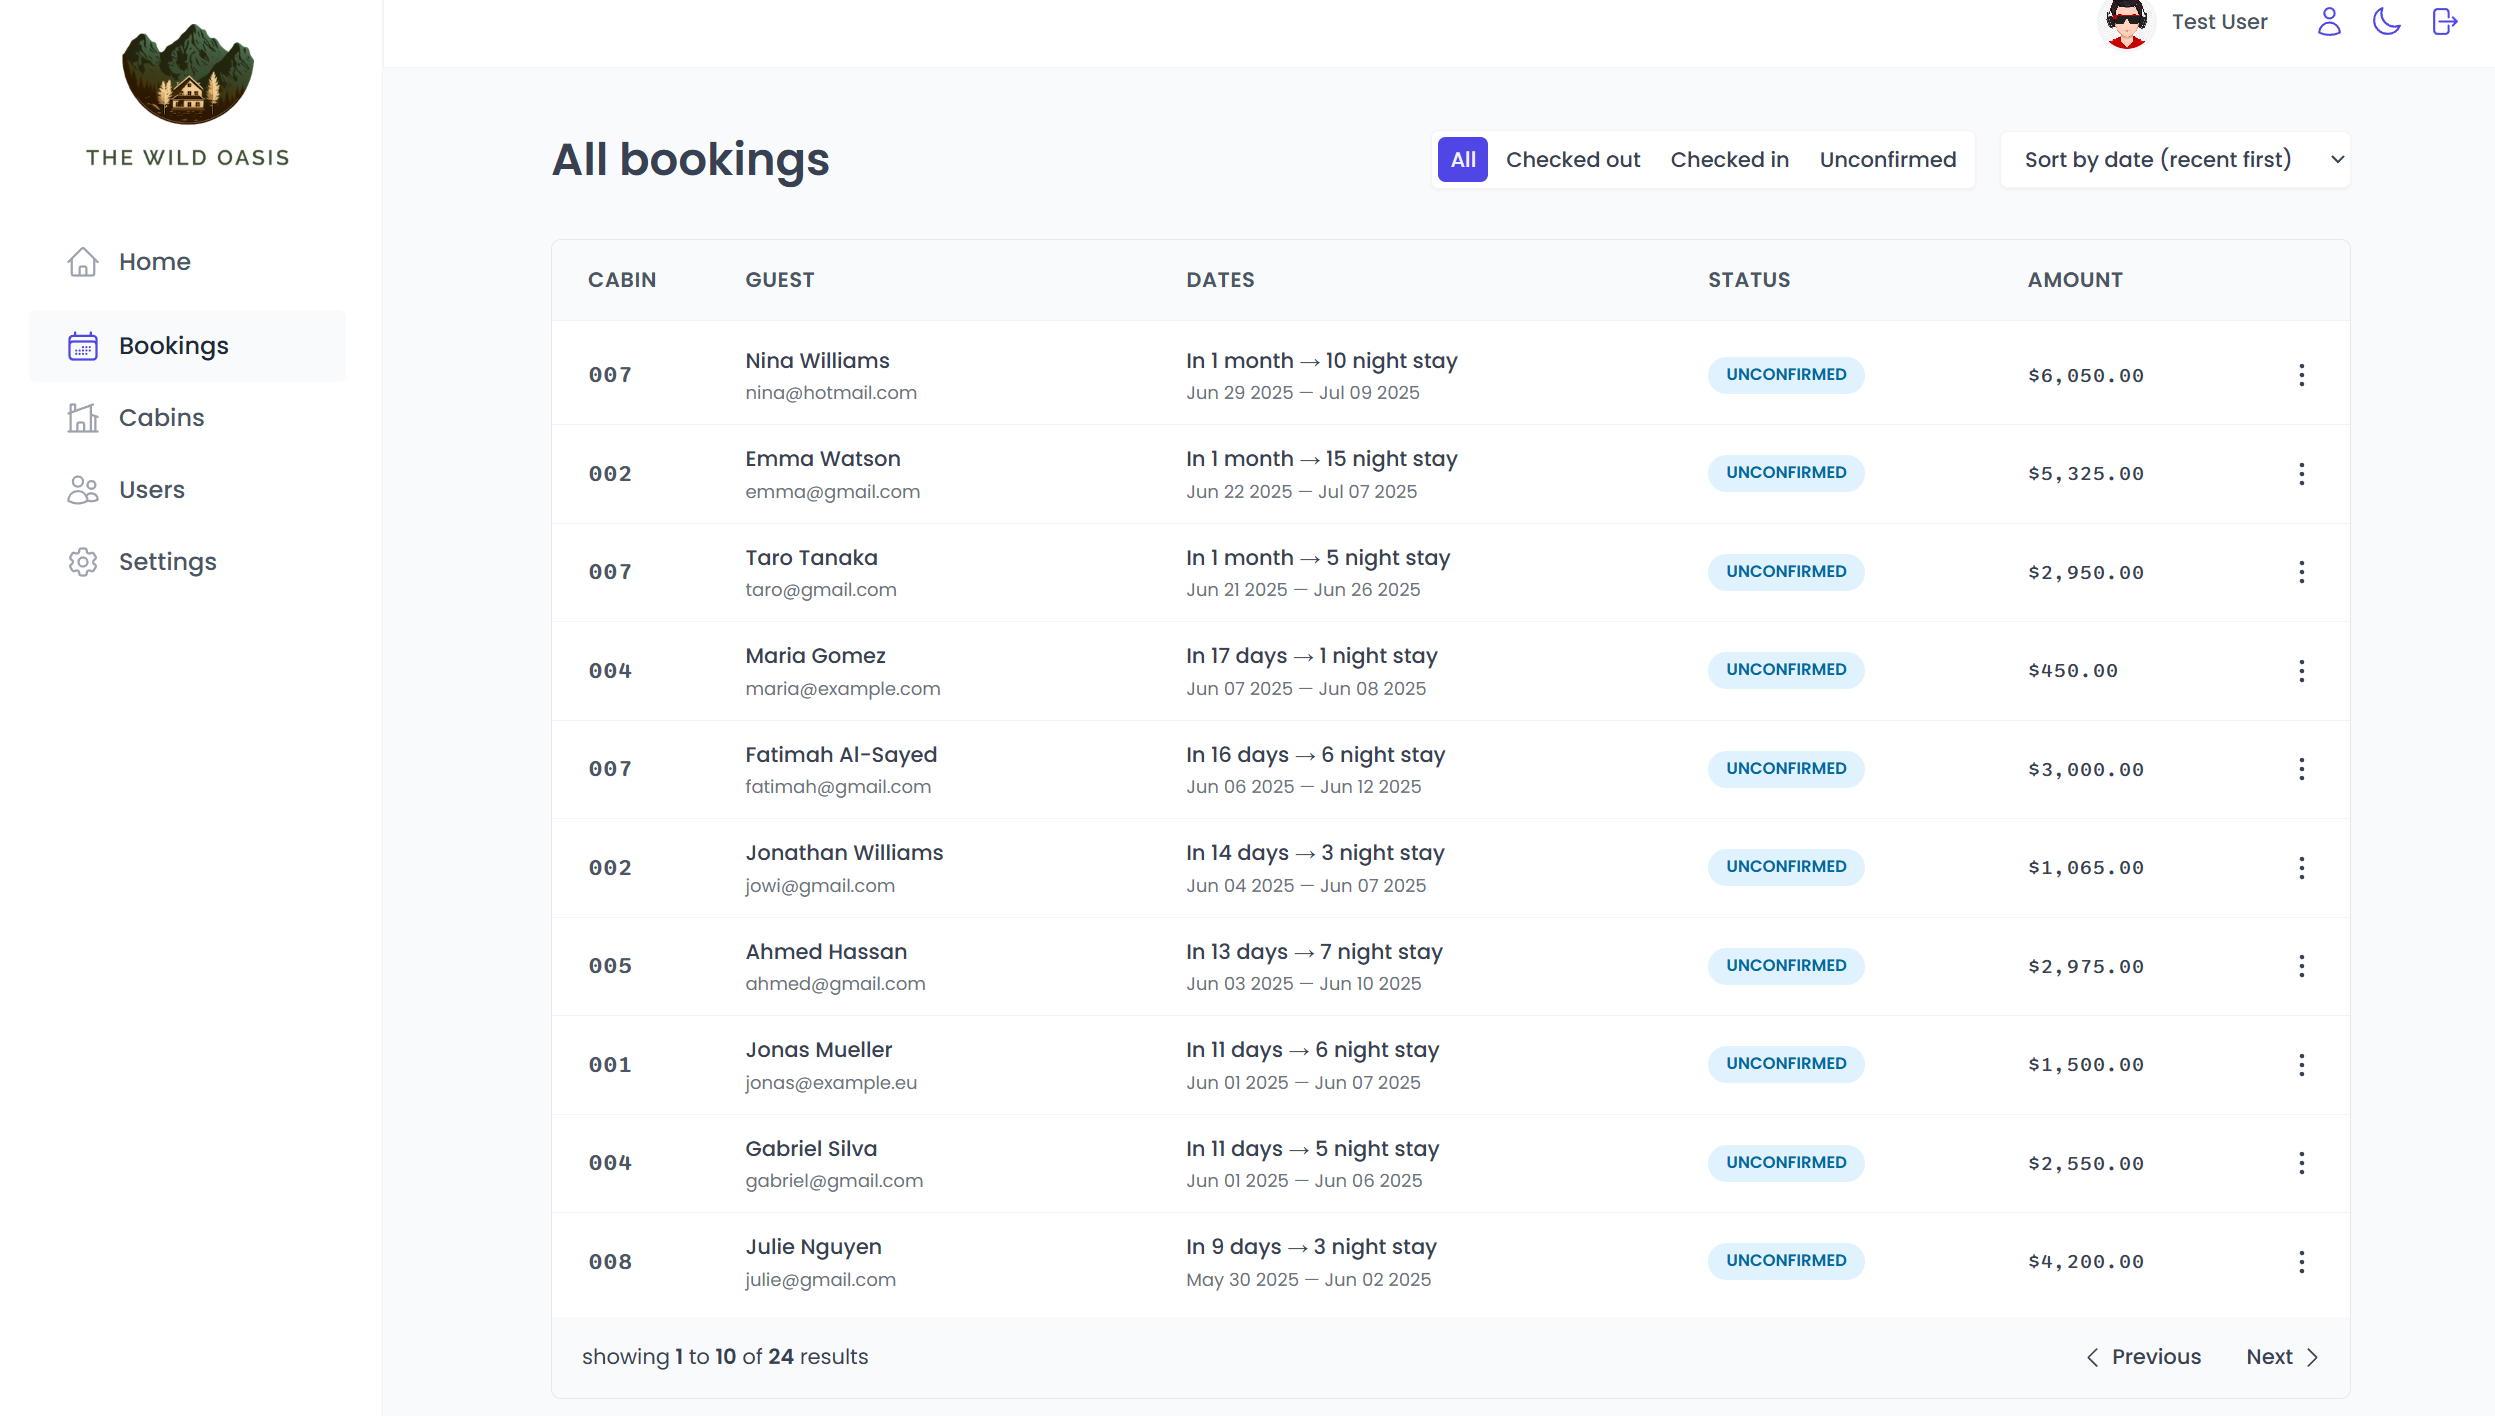 THE WILD OASIS
Home
Bookings
Cabins
Users
Settings
Test User
All bookings
All Checked out Checked in Unconfirmed
Sort by date (recent first)
CABIN GUEST DATES STATUS AMOUNT
007 Nina Williams In 1 month → 10 night stay UNCONFIRMED $6,050.00
nina@hotmail.com Jun 29 2025 — Jul 09 2025
002 Emma Watson In 1 month → 15 night stay UNCONFIRMED $5,325.00
emma@gmail.com Jun 22 2025 — Jul 07 2025
007 Taro Tanaka In 1 month → 5 night stay UNCONFIRMED $2,950.00
taro@gmail.com Jun 21 2025 — Jun 26 2025
004 Maria Gomez In 17 days → 1 night stay UNCONFIRMED $450.00
maria@example.com Jun 07 2025 — Jun 08 2025
007 Fatimah Al-Sayed In 16 days → 6 night stay UNCONFIRMED $3,000.00
fatimah@gmail.com Jun 06 2025 — Jun 12 2025
002 Jonathan Williams In 14 days → 3 night stay UNCONFIRMED $1,065.00
jowi@gmail.com Jun 04 2025 — Jun 07 2025
005 Ahmed Hassan In 13 days → 7 night stay UNCONFIRMED $2,975.00
ahmed@gmail.com Jun 03 2025 — Jun 10 2025
001 Jonas Mueller In 11 days → 6 night stay UNCONFIRMED $1,500.00
jonas@example.eu Jun 01 2025 — Jun 07 2025
004 Gabriel Silva In 11 days → 5 night stay UNCONFIRMED $2,550.00
gabriel@gmail.com Jun 01 2025 — Jun 06 2025
008 Julie Nguyen In 9 days → 3 night stay UNCONFIRMED $4,200.00
julie@gmail.com May 30 2025 — Jun 02 2025
showing 1 to 10 of 24 results
Previous Next